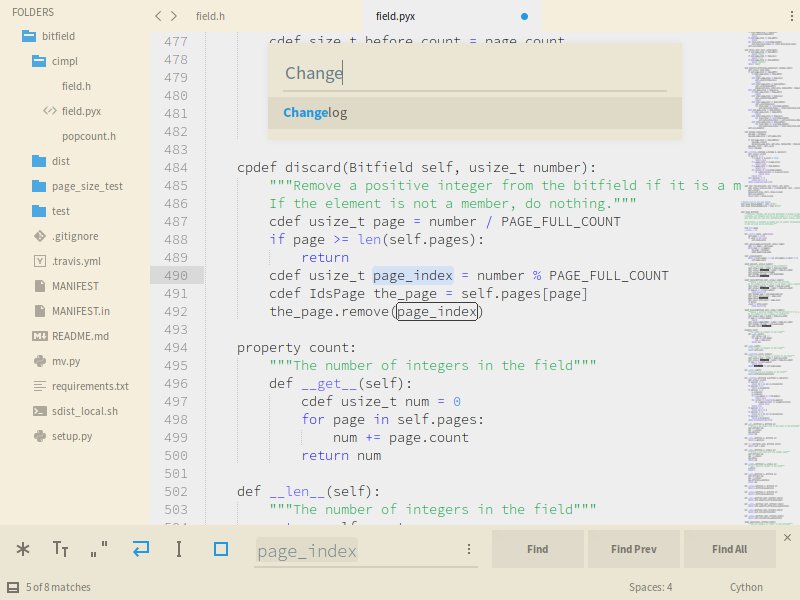 FOLDERS
bitfield
cimpl
field.h
field.pyx
popcount.h
dist
page_size_test
test
.gitignore
.travis.yml
MANIFEST
MANIFEST.in
README.md
mv.py
requirements.txt
sdist_local.sh
setup.py
field.h
field.pyx
477 cdef size_t before_count = page.count
478
479
480
481
482
483
Change
Changelog
484 cpdef discard(Bitfield self, usize_t number):
485 """Remove a positive integer from the bitfield if it is a m
486 If the element is not a member, do nothing."""
487 cdef usize_t page = number / PAGE_FULL_COUNT
488 if page >= len(self.pages):
489 return
490 cdef usize_t page_index = number % PAGE_FULL_COUNT
491 cdef IdsPage the_page = self.pages[page]
492 the_page.remove(page_index)
493
494 property count:
495 """The number of integers in the field"""
496 def __get__(self):
497 cdef usize_t num = 0
498 for page in self.pages:
499 num += page.count
500 return num
501
502 def __len__(self):
503 """The number of integers in the field"""
page_index
Find
Find Prev
Find All
5 of 8 matches
Spaces: 4
Cython